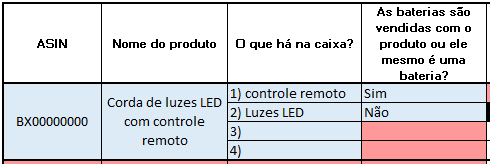 ASIN
Nome do produto
O que há na caixa?
As baterias são
vendidas com o
produto ou ele
mesmo é uma
bateria?
BX00000000
Corda de luzes LED
com controle
remoto
1) controle remoto
Sim
2) Luzes LED
Não
3)
4)